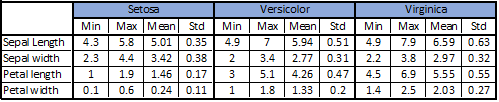 Setosa Versicolor Virginica
Min Max Mean Std Min Max Mean Std Min Max Mean Std
Sepal Length 4.3 5.8 5.01 0.35 4.9 7 5.94 0.51 4.9 7.9 6.59 0.63
Sepal width 2.3 4.4 3.42 0.38 2 3.4 2.77 0.31 2.2 3.8 2.97 0.32
Petal length 1 1.9 1.46 0.17 3 5.1 4.26 0.47 4.5 6.9 5.55 0.55
Petal width 0.1 0.6 0.24 0.11 1 1.8 1.33 0.2 1.4 2.5 2.03 0.27